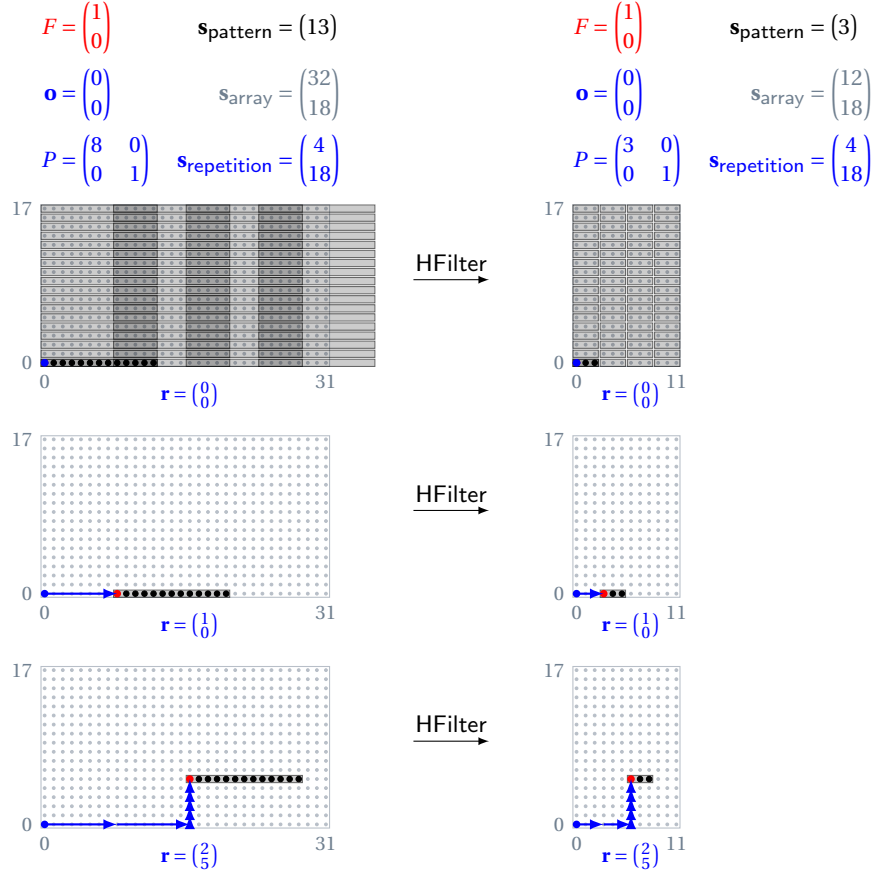 F = (1 0) s_pattern = (13) F = (1 0) s_pattern = (3)
o = (0 0) s_array = (32 18) o = (0 0) s_array = (12 18)
P = (8 0 0 1) s_repetition = (4 18) P = (3 0 0 1) s_repetition = (4 18)
17
HFilter
0
0 31 0 11
r = (0 0) r = (0 0)
17
HFilter
0 0
0 31 0 11
r = (1 0) r = (1 0)
17 17
HFilter
0 0
0 31 0 11
r = (2 5) r = (2 5)